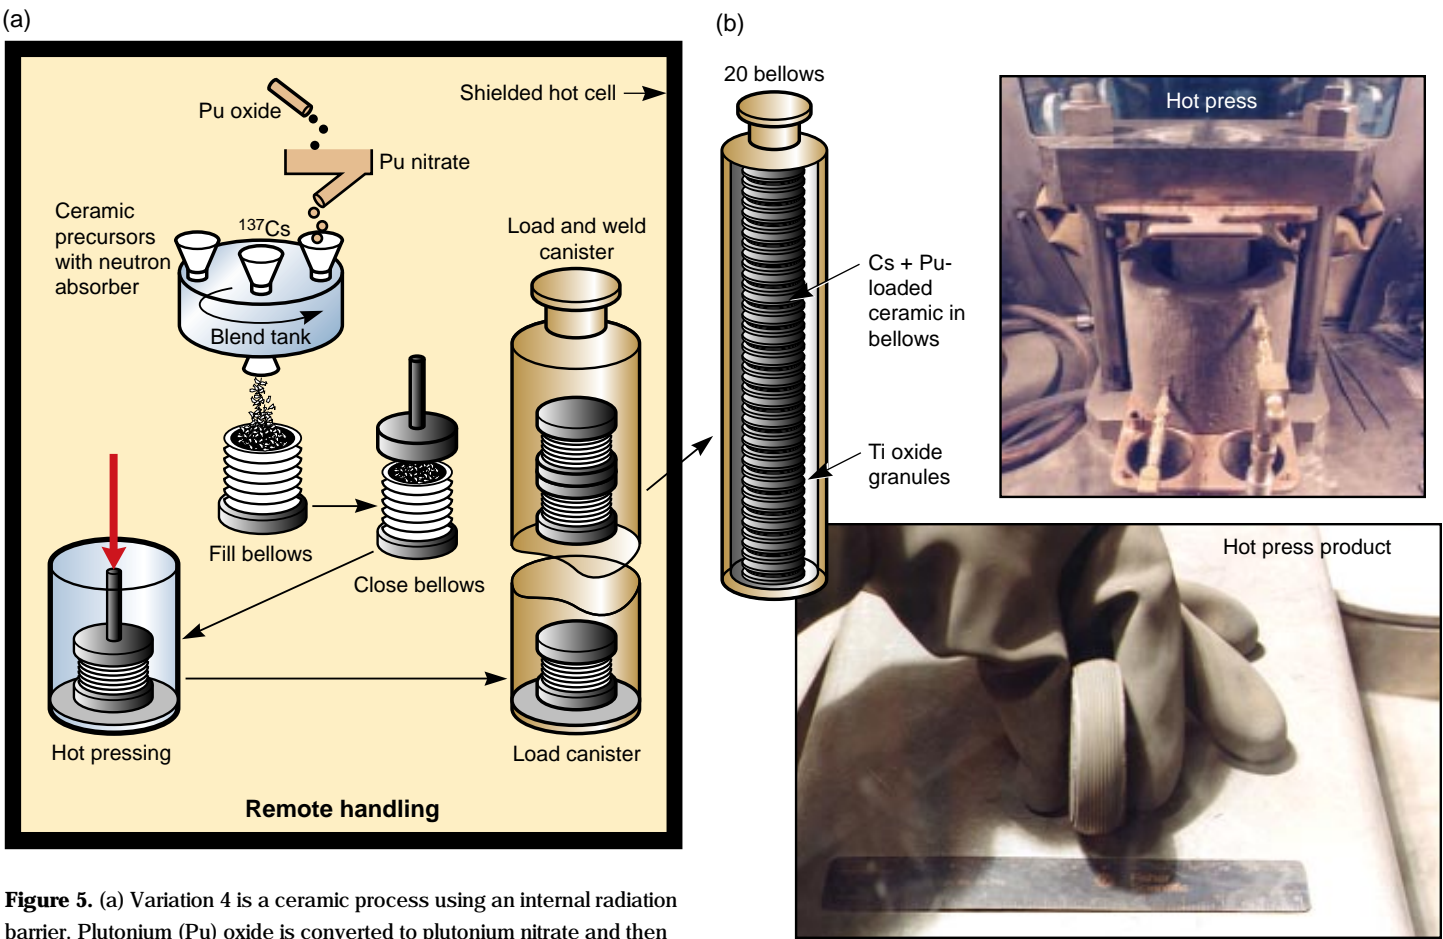 (a)
Pu oxide
Shielded hot cell
Pu nitrate
Ceramic
precursors
with neutron
absorber
137Cs
Blend tank
Load and weld
canister
Fill bellows
Close bellows
Hot pressing
Load canister
Remote handling
(b)
20 bellows
Cs + Pu-
loaded
ceramic in
bellows
Ti oxide
granules
Hot press
Hot press product
Figure 5. (a) Variation 4 is a ceramic process using an internal radiation
barrier. Plutonium (Pu) oxide is converted to plutonium nitrate and then